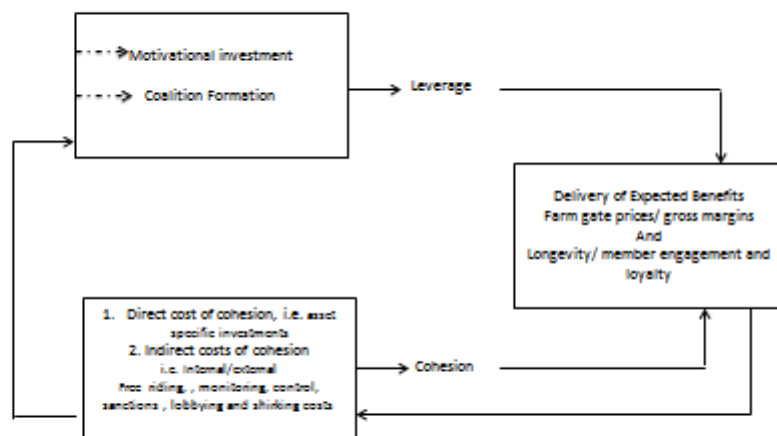 Motivational investment
Coalition Formation
Leverage
Delivery of Expected Benefits
Farm gate prices/ gross margins
And
Longevity/ member engagement and
loyalty
1. Direct cost of cohesion, i.e. asset
specific investments
2. Indirect costs of cohesion
i.e. Internal/external
Free riding, , monitoring, control,
sanctions , lobbying and shirking costs
Cohesion